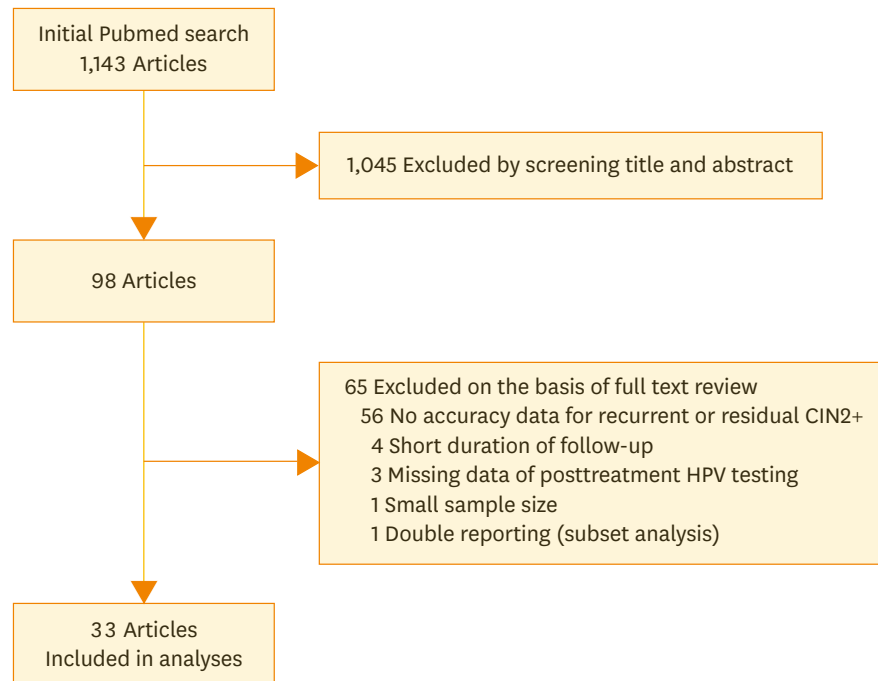 Initial Pubmed search
1,143 Articles
1,045 Excluded by screening title and abstract
98 Articles
65 Excluded on the basis of full text review
56 No accuracy data for recurrent or residual CIN2+
4 Short duration of follow-up
3 Missing data of posttreatment HPV testing
1 Small sample size
1 Double reporting (subset analysis)
33 Articles
Included in analyses